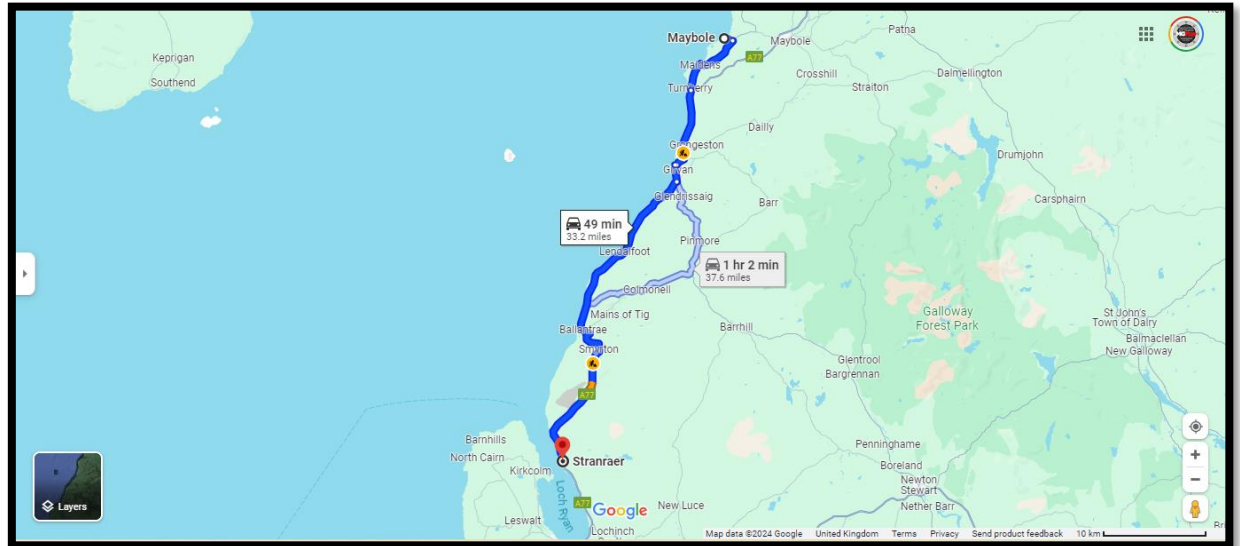 Maybole
Maybole
Patna
Keprigan
Southend
Maidens
A77
Crosshill
Dalmellington
Turnberry
Straiton
Dailly
Grangeston
Girvan
Drumjohn
Glendrissaig
Barr
Carsphairn
49 min
33.2 miles
Pinmore
Lendalfoot
1 hr 2 min
37.6 miles
Colmonell
Mains of Tig
Galloway
Forest Park
St John's
Town of Dalry
Ballantrae
Barrhill
Balmaclellan
New Galloway
Smyrton
Glentrool
Bargrennan
A77
Barnhills
North Cairn
Kirkcolm
Stranraer
Penninghame
Boreland
Newton
Stewart
Nether Barr
Loch Ryan
A77
Google
New Luce
Leswalt
Lochinch
Layers
Map data ©2024 Google United Kingdom Terms Privacy Send product feedback 10 km